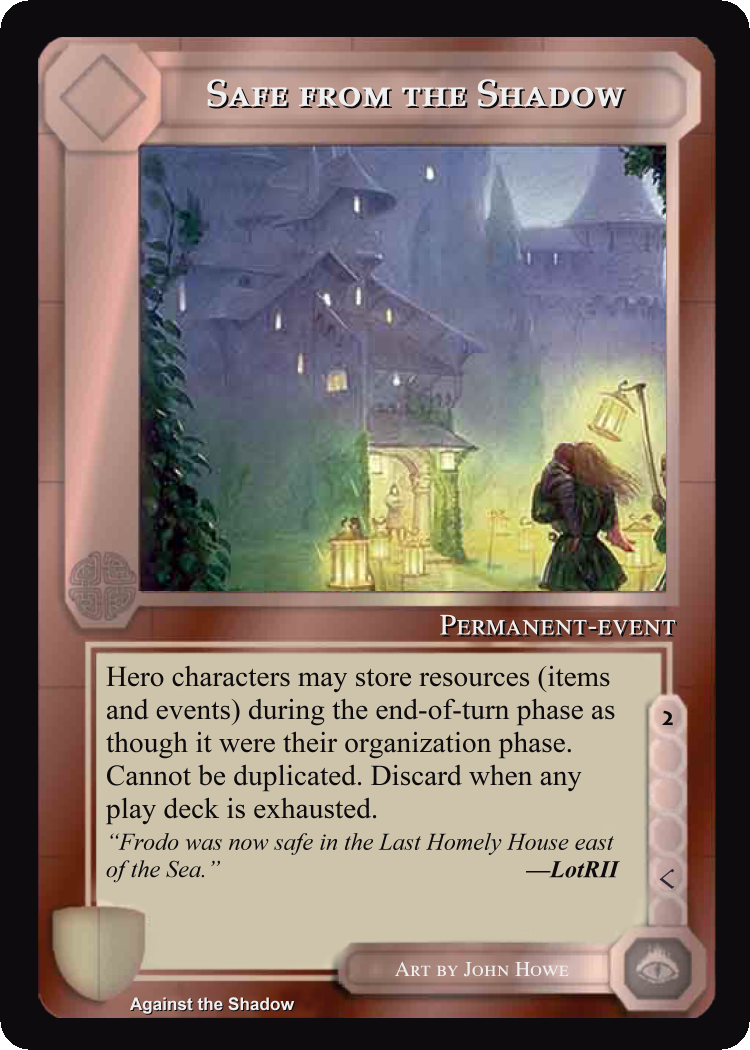 Safe from the Shadow
Permanent-event
Hero characters may store resources (items
and events) during the end-of-turn phase as
though it were their organization phase.
Cannot be duplicated. Discard when any
play deck is exhausted.
“Frodo was now safe in the Last Homely House east
of the Sea.” —LotRII
2
<
Art by John Howe
Against the Shadow